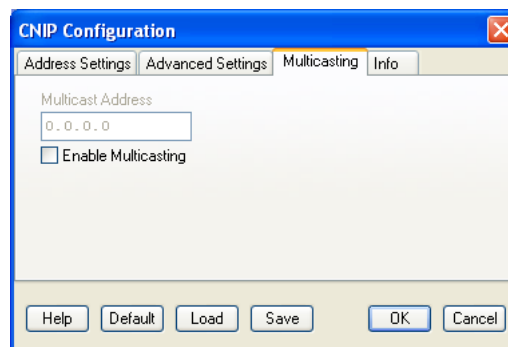 CNIP Configuration
Address Settings Advanced Settings Multicasting Info
Multicast Address
0.0.0.0
Enable Multicasting
Help Default Load Save OK Cancel